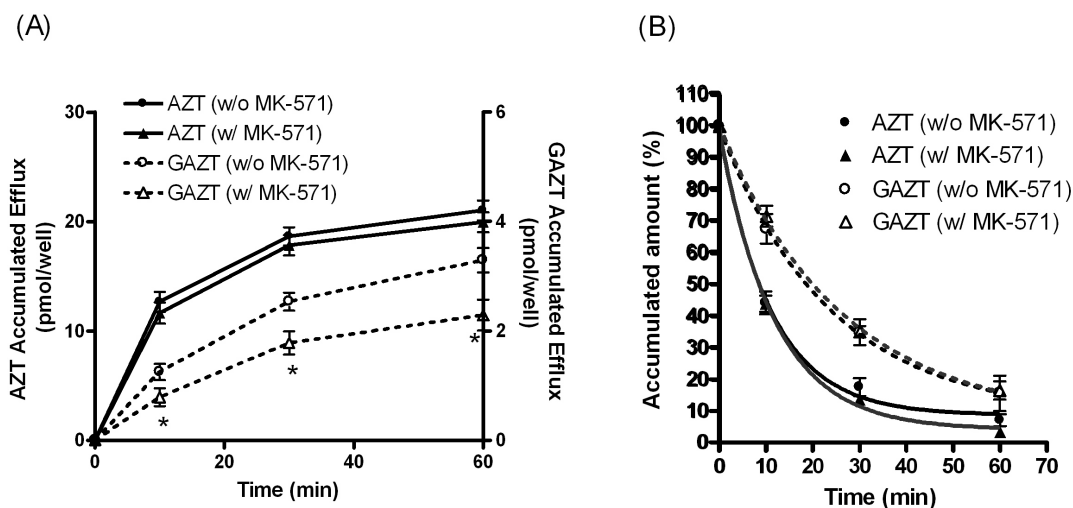 (A)
AZT Accumulated Efflux
(pmol/well)
30
20
10
0
AZT (w/o MK-571)
AZT (w/ MK-571)
GAZT (w/o MK-571)
GAZT (w/ MK-571)
*
*
*
6
4
2
0
GAZT Accumulated Efflux
(pmol/well)
0 20 40 60
Time (min)
(B)
Accumulated amount (%)
110
100
90
80
70
60
50
40
30
20
10
0
AZT (w/o MK-571)
AZT (w/ MK-571)
GAZT (w/o MK-571)
GAZT (w/ MK-571)
0 10 20 30 40 50 60 70
Time (min)